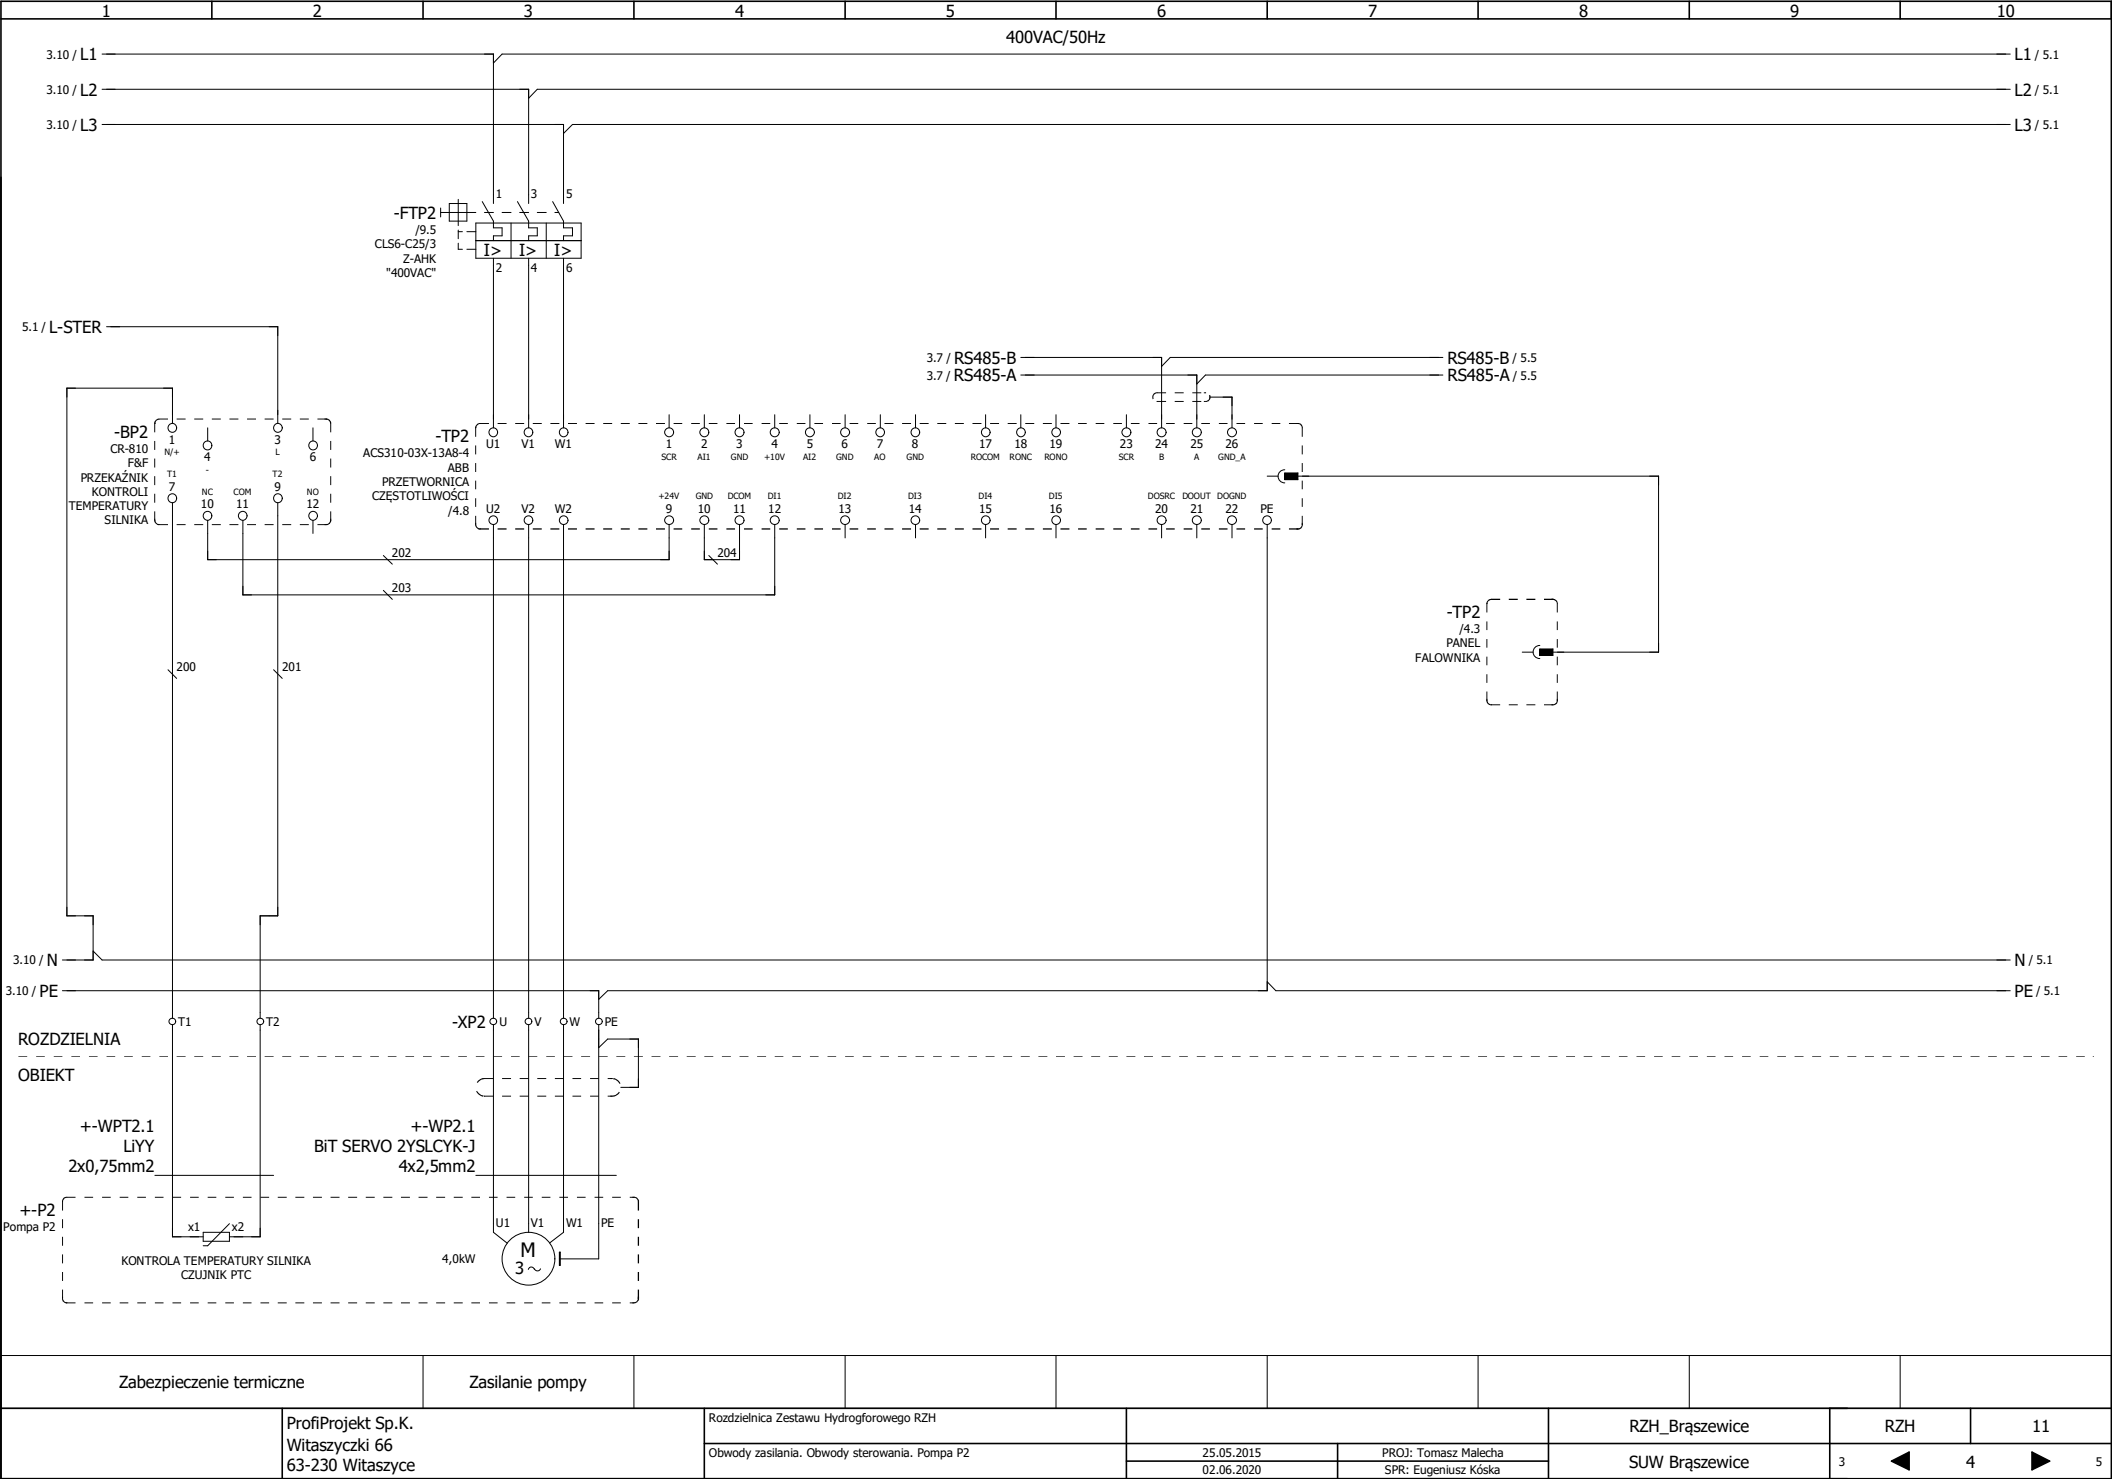 1 2 3 4 5 6 7 8 9 10
400VAC/50Hz
3.10 / L1 L1 / 5.1
3.10 / L2 L2 / 5.1
3.10 / L3 L3 / 5.1
1 3 5
-FTP2
/9.5
CLS6-C25/3
Z-AHK
"400VAC"
I> I> I>
2 4 6
5.1 / L-STER
3.7 / RS485-B RS485-B / 5.5
3.7 / RS485-A RS485-A / 5.5
-BP2
CR-810
F&F
PRZEKAŹNIK
KONTROLI
TEMPERATURY
SILNIKA
1 4 3 6
N/+ - L
T1 T2
7 9
NC COM NO
10 11 12
-TP2
ACS310-03X-13A8-4
ABB
PRZETWORNICA
CZĘSTOTLIWOŚCI
/4.8
U1 V1 W1
1 2 3 4 5 6 7 8 17 18 19 23 24 25 26
SCR AI1 GND +10V AI2 GND AO GND ROCOM RONC RONO SCR B A GND_A
+24V GND DCOM DI1 DI2 DI3 DI4 DI5 DOSRC DOOUT DOGND
U2 V2 W2 9 10 11 12 13 14 15 16 20 21 22 PE
202
204
203
-TP2
/4.3
PANEL
FALOWNIKA
200 201
3.10 / N N / 5.1
3.10 / PE PE / 5.1
T1 T2 -XP2 U V W PE
ROZDZIELNIA
OBIEKT
+-WPT2.1
LiYY
2x0,75mm2
+-WP2.1
BiT SERVO 2YSLCYK-J
4x2,5mm2
+-P2
Pompa P2
x1 x2
KONTROLA TEMPERATURY SILNIKA
CZUJNIK PTC
U1 V1 W1 PE
4,0kW
M
3~
Zabezpieczenie termiczne
Zasilanie pompy
ProfiProjekt Sp.K.
Witaszyczki 66
63-230 Witaszyce
Rozdzielnica Zestawu Hydrogforowego RZH
Obwody zasilania. Obwody sterowania. Pompa P2
25.05.2015 PROJ: Tomasz Malecha
02.06.2020 SPR: Eugeniusz Kóska
RZH_Brąszewice
SUW Brąszewice
RZH 11
3 4 5